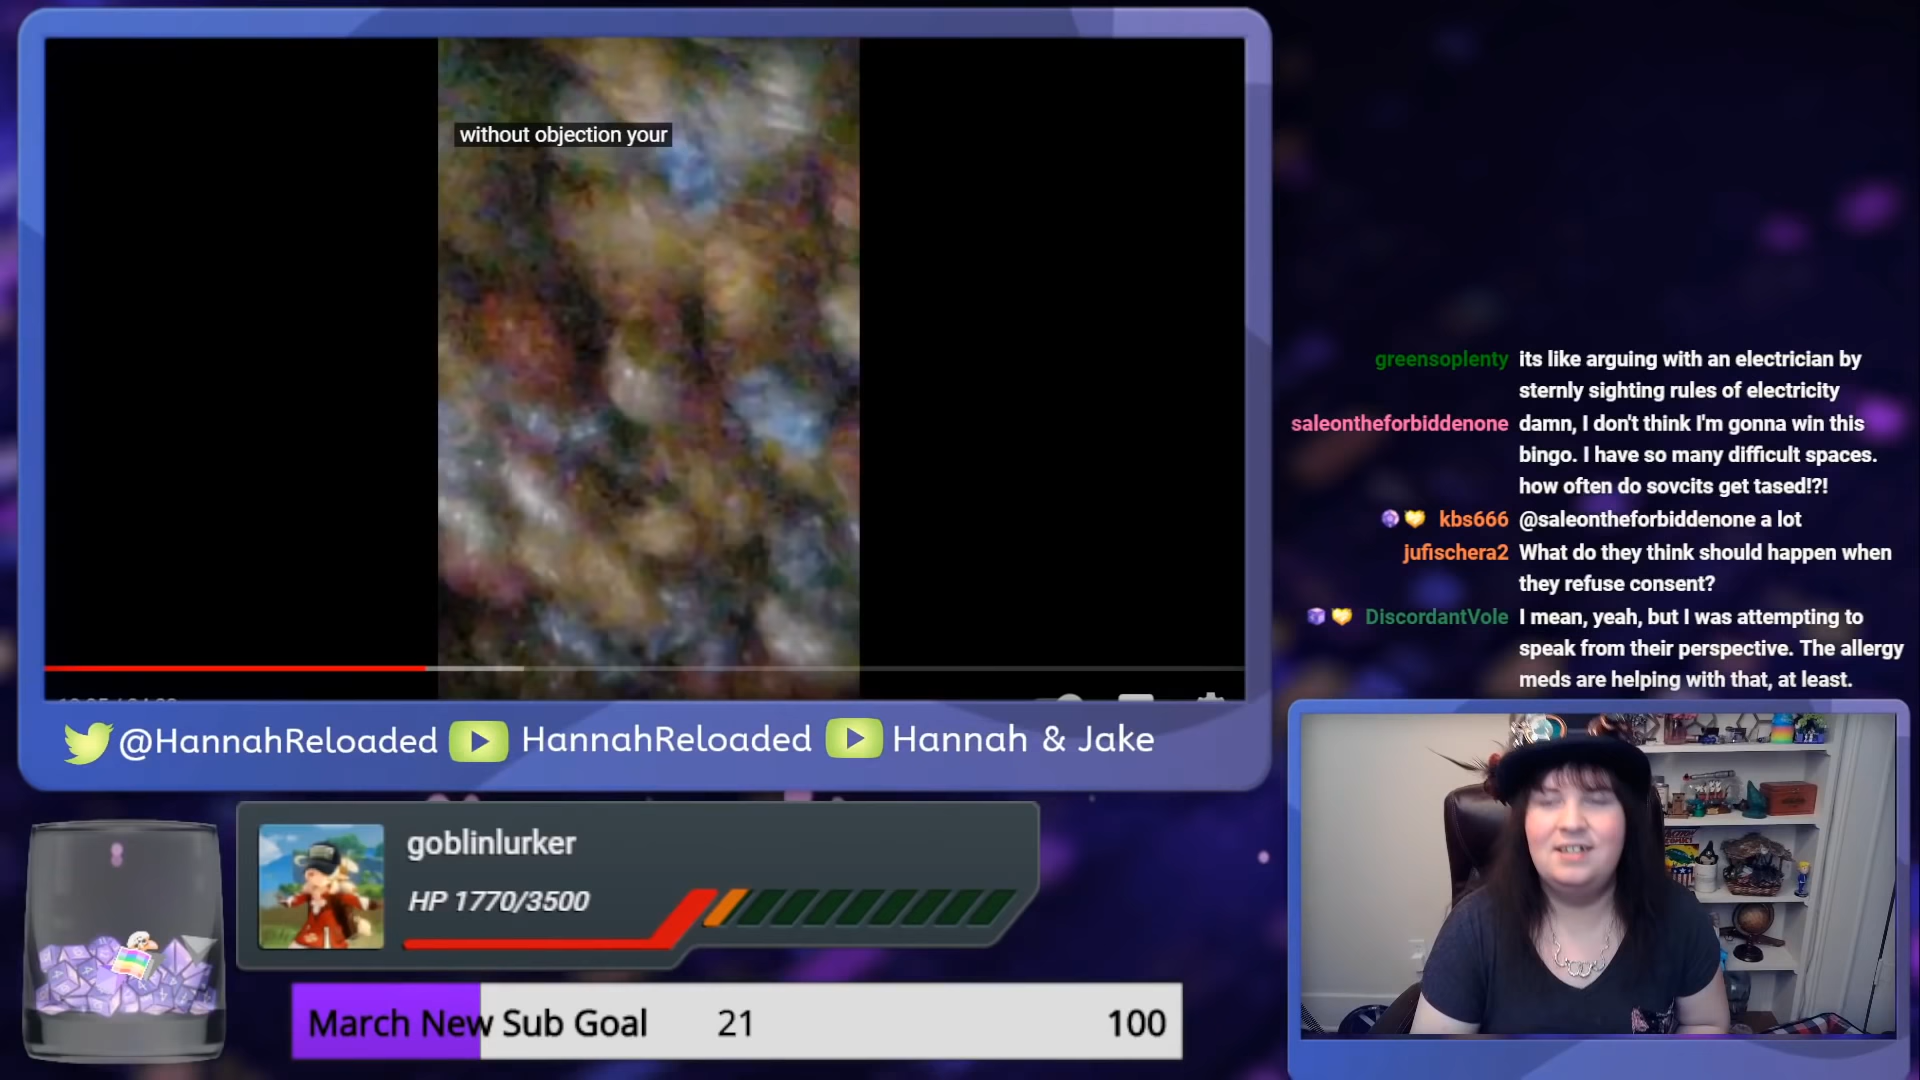 without objection your
@HannahReloaded HannahReloaded Hannah & Jake
greensoplenty its like arguing with an electrician by
sternly sighting rules of electricity
saleontheforbiddenone damn, I don't think I'm gonna win this
bingo. I have so many difficult spaces.
how often do sovcits get tased!?!
kbs666 @saleontheforbiddenone a lot
jufischera2 What do they think should happen when
they refuse consent?
DiscordantVole I mean, yeah, but I was attempting to
speak from their perspective. The allergy
meds are helping with that, at least.
goblinlurker
HP 1770/3500
March New Sub Goal 21 100